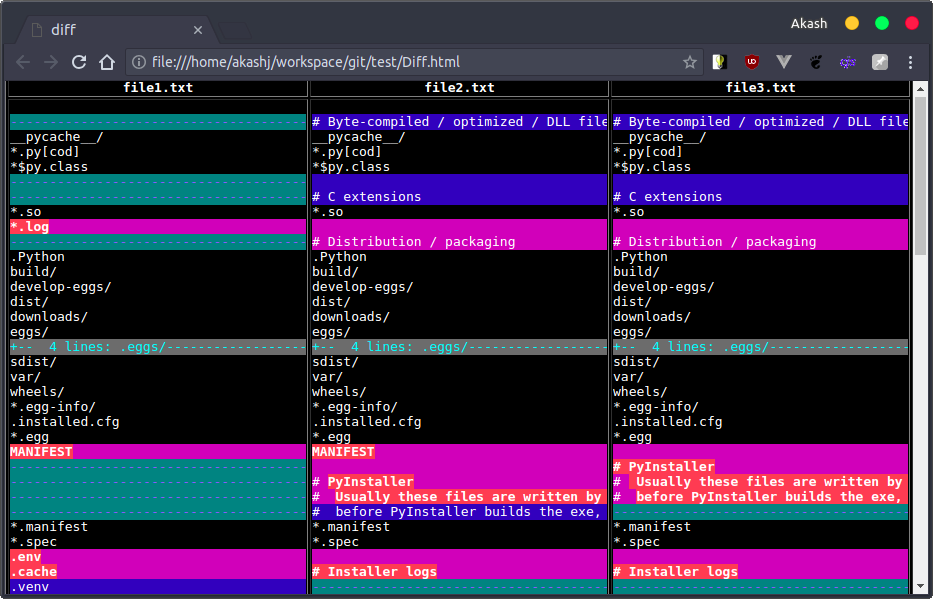 diff
Akash
file:///home/akashj/workspace/git/test/Diff.html
file1.txt
--------------------------------------
__pycache__/
*.py[cod]
*$py.class
--------------------------------------
--------------------------------------
*.so
*.log
--------------------------------------
.Python
build/
develop-eggs/
dist/
downloads/
eggs/
+--  4 lines: .eggs/------------------
sdist/
var/
wheels/
*.egg-info/
.installed.cfg
*.egg
MANIFEST
--------------------------------------
--------------------------------------
--------------------------------------
--------------------------------------
*.manifest
*.spec
.env
.cache
.venv
file2.txt
# Byte-compiled / optimized / DLL file
__pycache__/
*.py[cod]
*$py.class
# C extensions
*.so
# Distribution / packaging
.Python
build/
develop-eggs/
dist/
downloads/
eggs/
+--  4 lines: .eggs/------------------
sdist/
var/
wheels/
*.egg-info/
.installed.cfg
*.egg
MANIFEST
# PyInstaller
#  Usually these files are written by
#  before PyInstaller builds the exe,
*.manifest
*.spec
# Installer logs
--------------------------------------
file3.txt
# Byte-compiled / optimized / DLL file
__pycache__/
*.py[cod]
*$py.class
# C extensions
*.so
# Distribution / packaging
.Python
build/
develop-eggs/
dist/
downloads/
eggs/
+--  4 lines: .eggs/------------------
sdist/
var/
wheels/
*.egg-info/
.installed.cfg
*.egg
# PyInstaller
#  Usually these files are written by
#  before PyInstaller builds the exe,
--------------------------------------
*.manifest
*.spec
# Installer logs
--------------------------------------